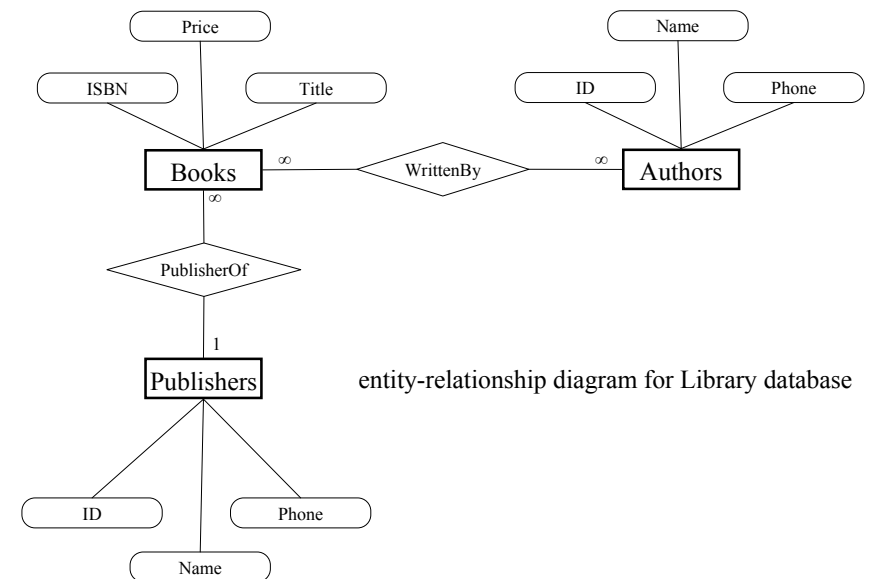 Price
Name
ISBN
Title
ID
Phone
Books
∞
WrittenBy
∞
Authors
∞
PublisherOf
1
Publishers
entity-relationship diagram for Library database
ID
Phone
Name